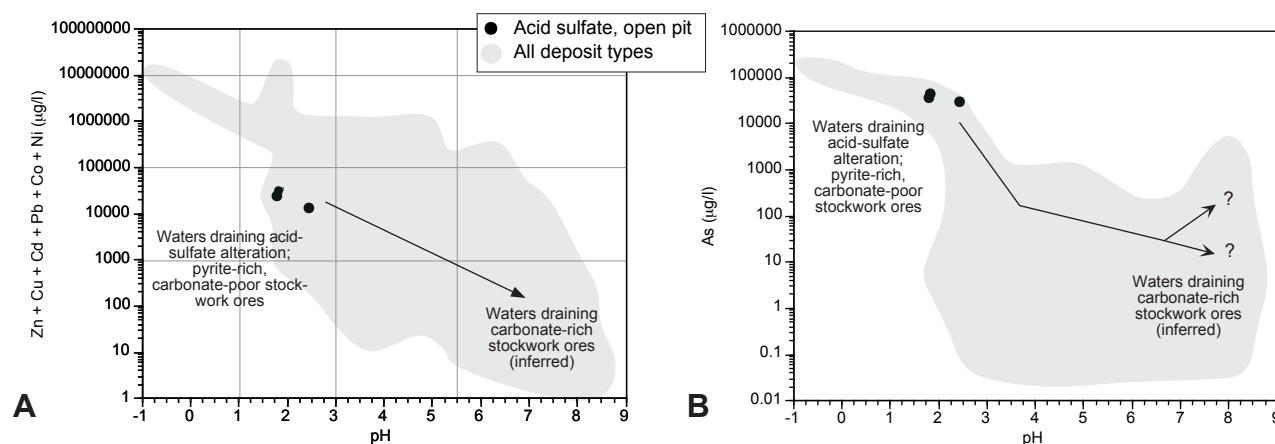 Acid sulfate, open pit
All deposit types
Zn + Cu + Cd + Pb + Co + Ni (µg/l)
100000000
10000000
1000000
100000
10000
1000
100
10
1
Waters draining acid-
sulfate alteration;
pyrite-rich,
carbonate-poor stock-
work ores
Waters draining
carbonate-rich
stockwork ores
(inferred)
-1 0 1 2 3 4 5 6 7 8 9
pH
A
As (µg/l)
1000000
100000
10000
1000
100
10
1
0.1
0.01
Waters draining
acid-sulfate
alteration;
pyrite-rich,
carbonate-poor
stockwork ores
?
?
Waters draining
carbonate-rich
stockwork ores
(inferred)
-1 0 1 2 3 4 5 6 7 8 9
pH
B